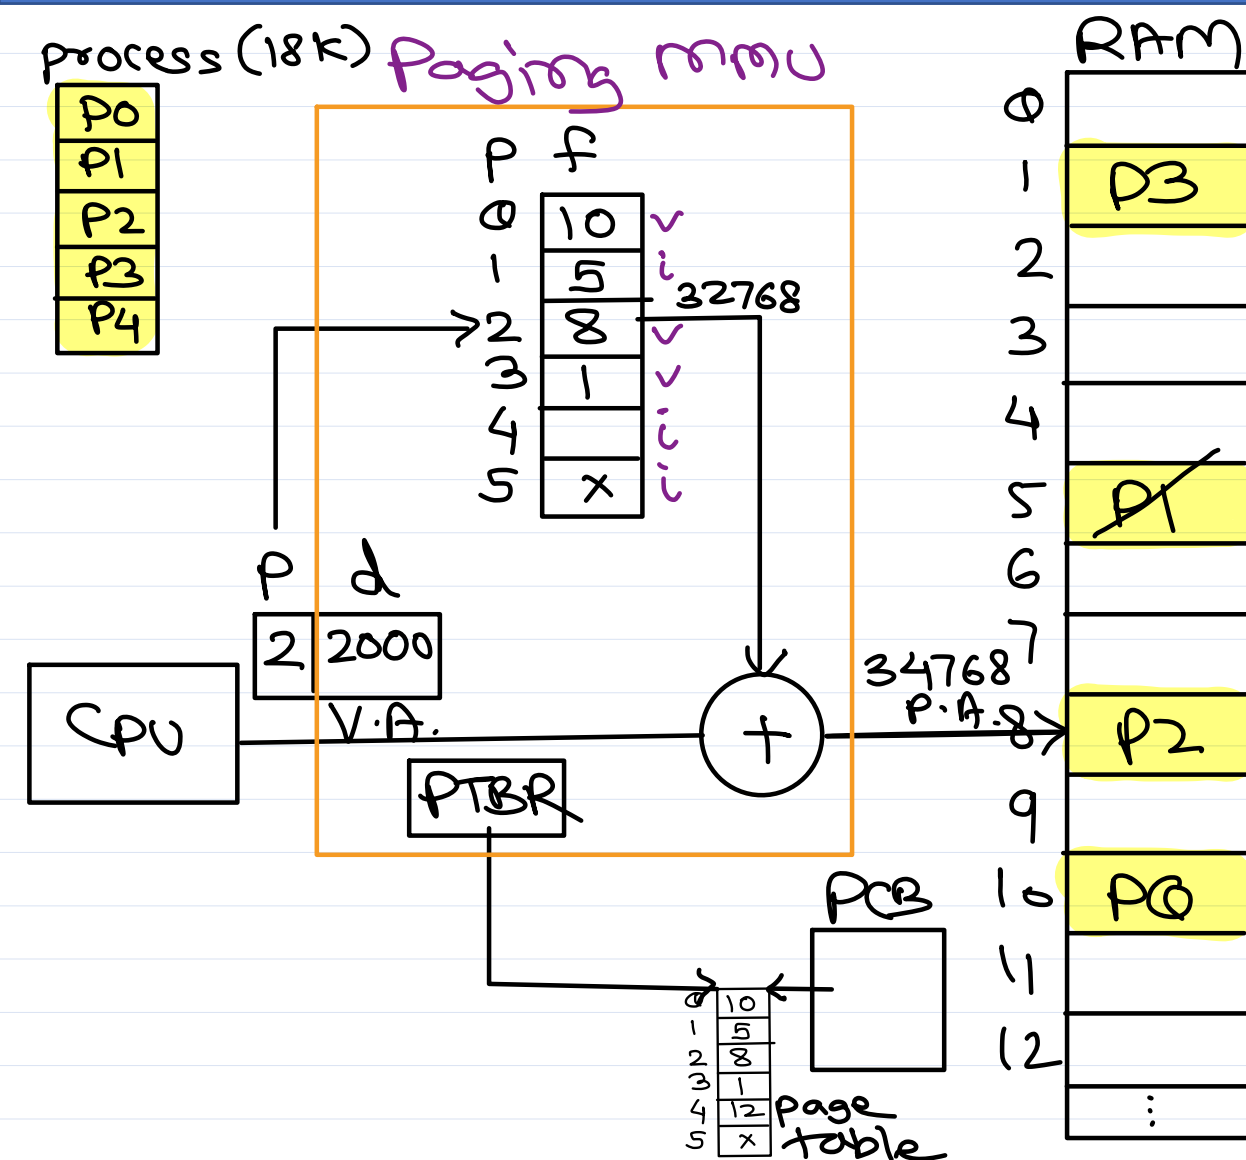 process (18K)
Paging MMU
RAM
P0
P1
P2
P3
P4
p f
0 10 v
1 5 i
2 8 v
3 1 v
4 i
5 x i
32768
p d
2 2000
CPU
V.A.
PTBR
+
34768
P.A.
0
1 P3
2
3
4
5 P1
6
7
8 P2
9
10 P0
11
12
⋮
PCB
0 10
1 5
2 8
3 1
4 12
5 x
page
table